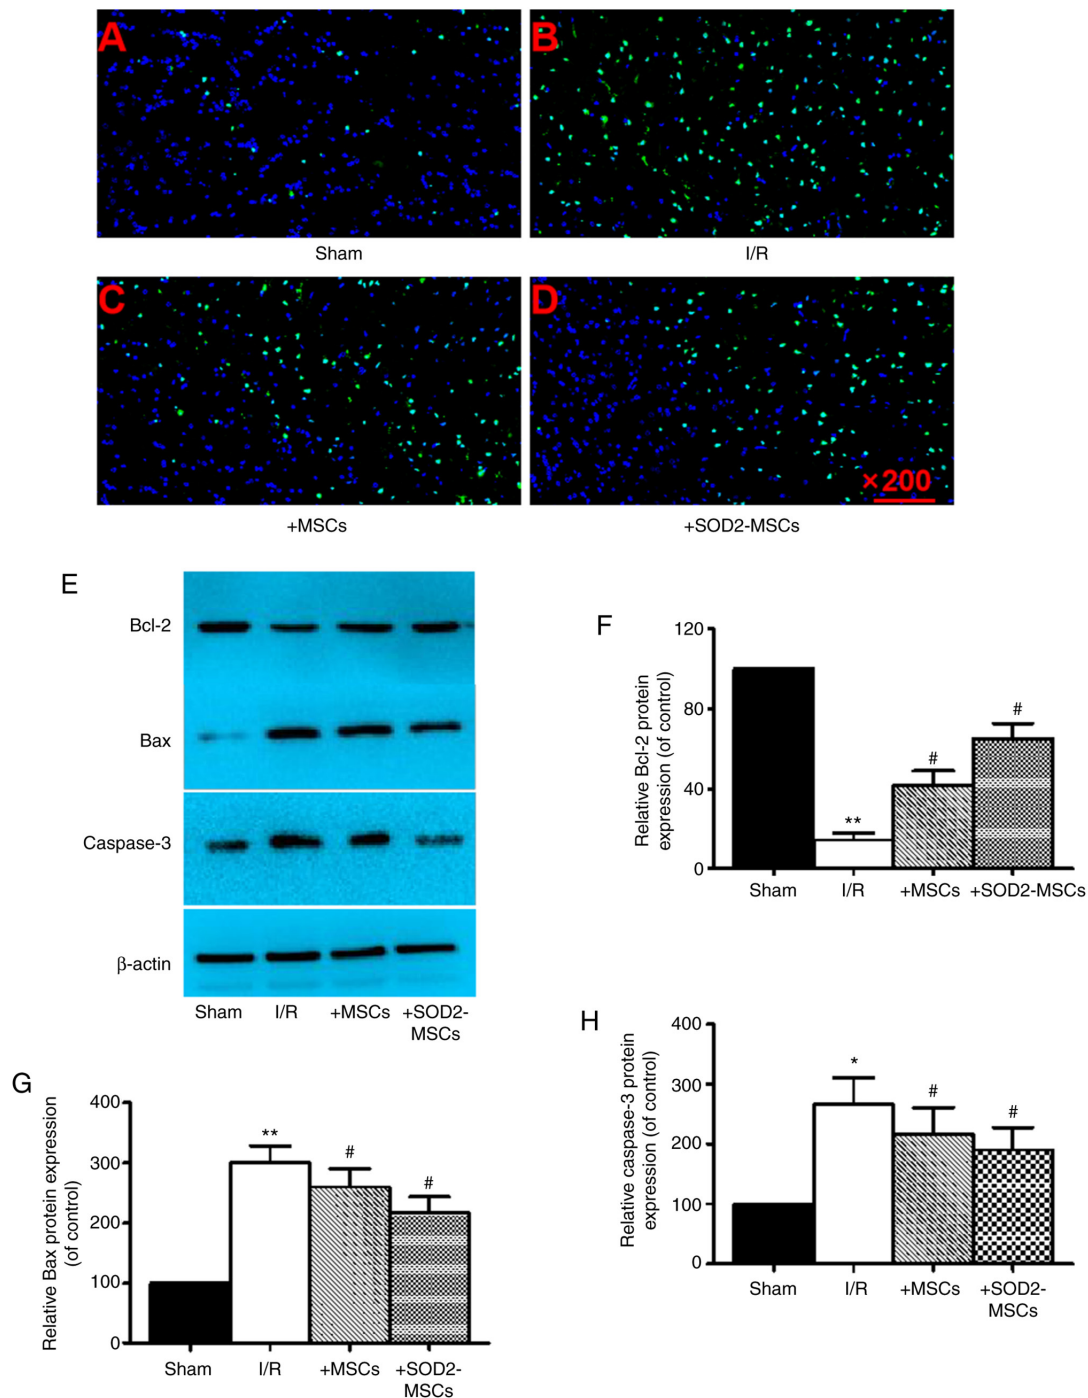 A
B
Sham
I/R
C
D
×200
+MSCs
+SOD2-MSCs
E
Bcl-2
Bax
Caspase-3
β-actin
Sham
I/R
+MSCs
+SOD2-
MSCs
F
Relative Bcl-2 protein
expression (of control)
120
80
40
0
**
#
#
Sham
I/R
+MSCs
+SOD2-MSCs
G
Relative Bax protein expression
(of control)
400
300
200
100
0
**
#
#
Sham
I/R
+MSCs
+SOD2-
MSCs
H
Relative caspase-3 protein
expression (of control)
400
300
200
100
0
*
#
#
Sham
I/R
+MSCs
+SOD2-
MSCs